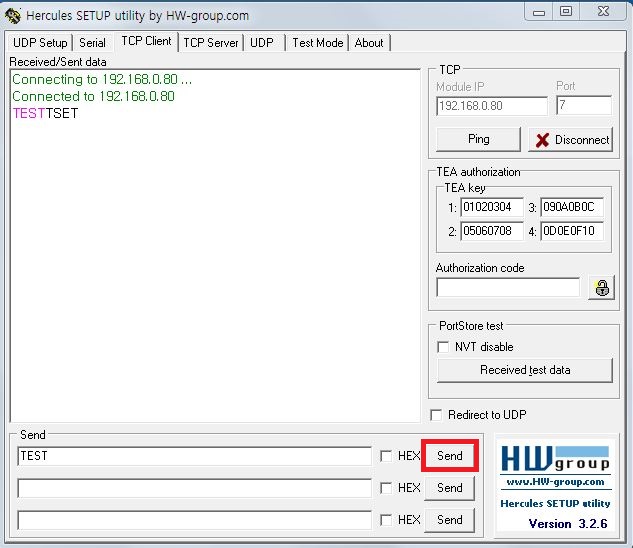 Hercules SETUP utility by HW-group.com
UDP Setup Serial TCP Client TCP Server UDP Test Mode About
Received/Sent data
Connecting to 192.168.0.80 ...
Connected to 192.168.0.80
TESTTSET
TCP
Module IP Port
192.168.0.80 7
Ping Disconnect
TEA authorization
TEA key
1: 01020304 3: 090A0B0C
2: 05060708 4: 0D0E0F10
Authorization code
PortStore test
NVT disable
Received test data
Redirect to UDP
Send
TEST HEX Send
HEX Send
HEX Send
HW group
www.HW-group.com
Hercules SETUP utility
Version 3.2.6